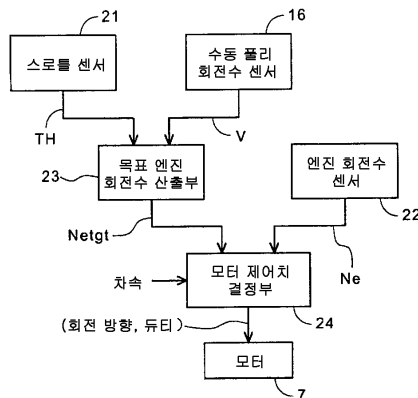 21
스로틀 센서
16
수동 풀리
회전수 센서
TH
V
23
목표 엔진
회전수 산출부
엔진 회전수
센서
22
Netgt
Ne
차속
모터 제어치
결정부
24
(회전 방향, 듀티)
모터
7